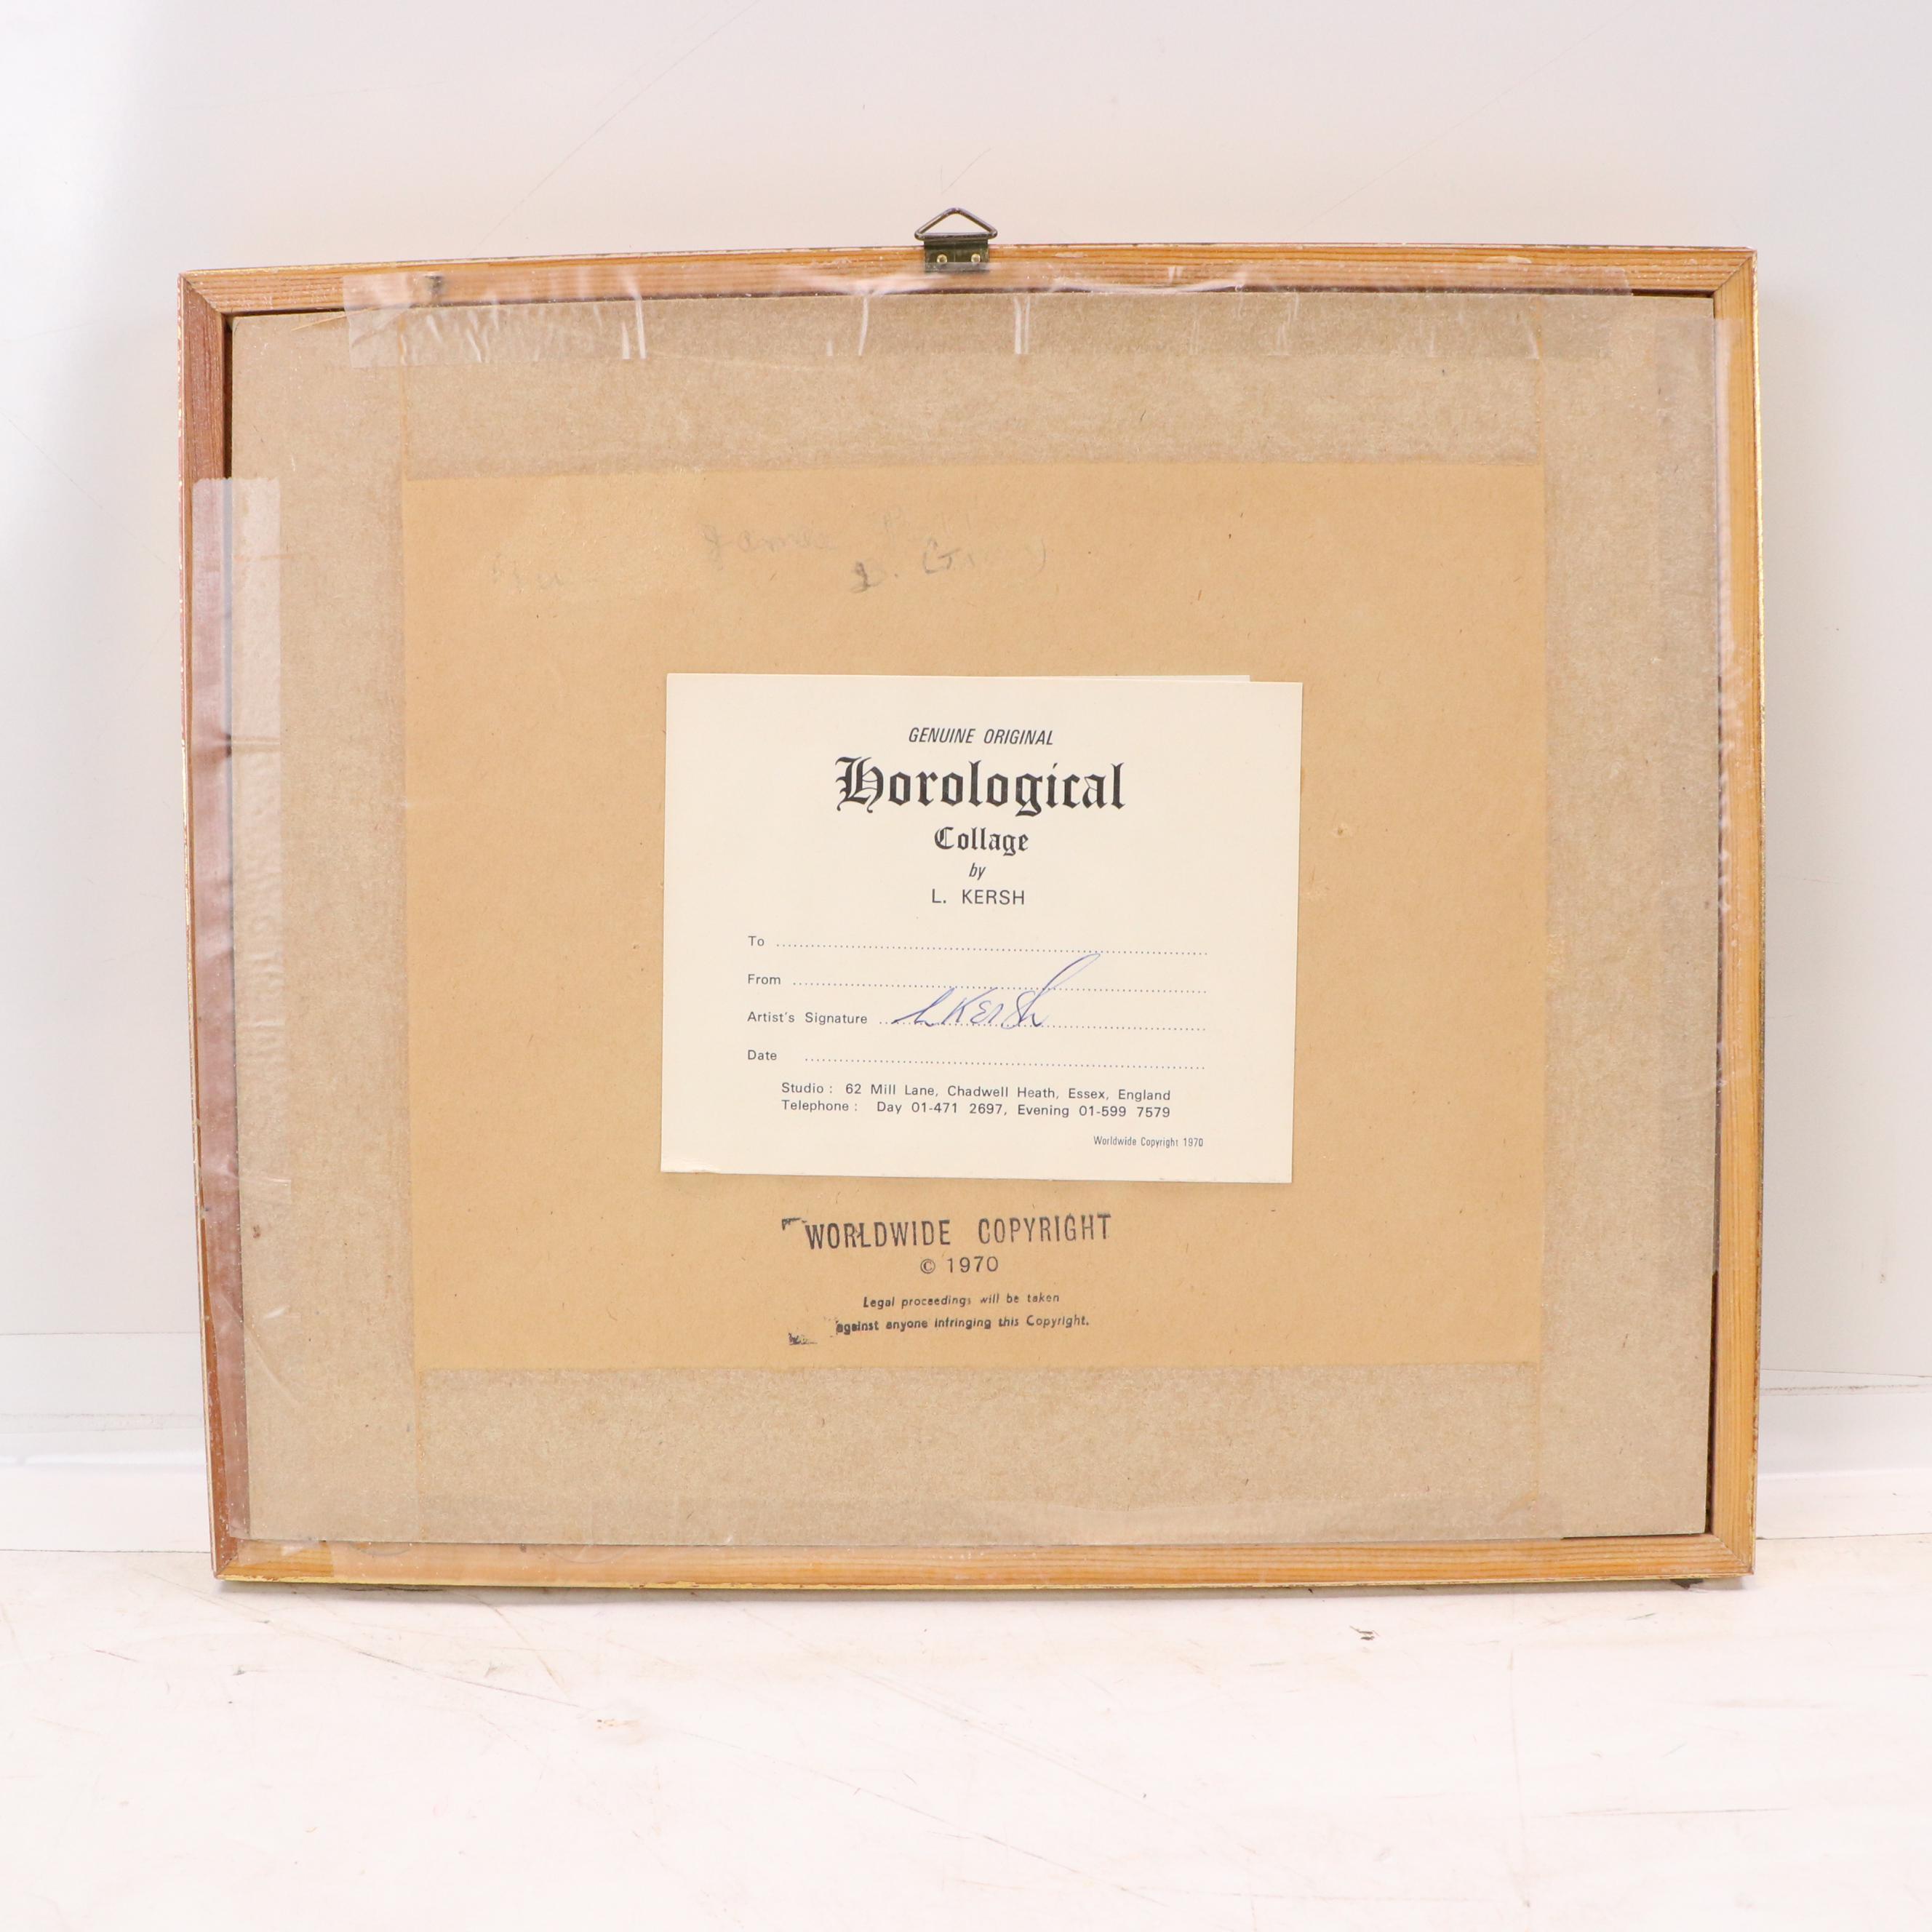 GENUINE ORIGINAL
Horological
Collage
by
L. KERSH
To
From
Artist's Signature LKersh
Date
Studio : 62 Mill Lane, Chadwell Heath, Essex, England
Telephone : Day 01-471 2697, Evening 01-599 7579
Worldwide Copyright 1970
WORLDWIDE COPYRIGHT
© 1970
Legal proceedings will be taken
against anyone infringing this Copyright.